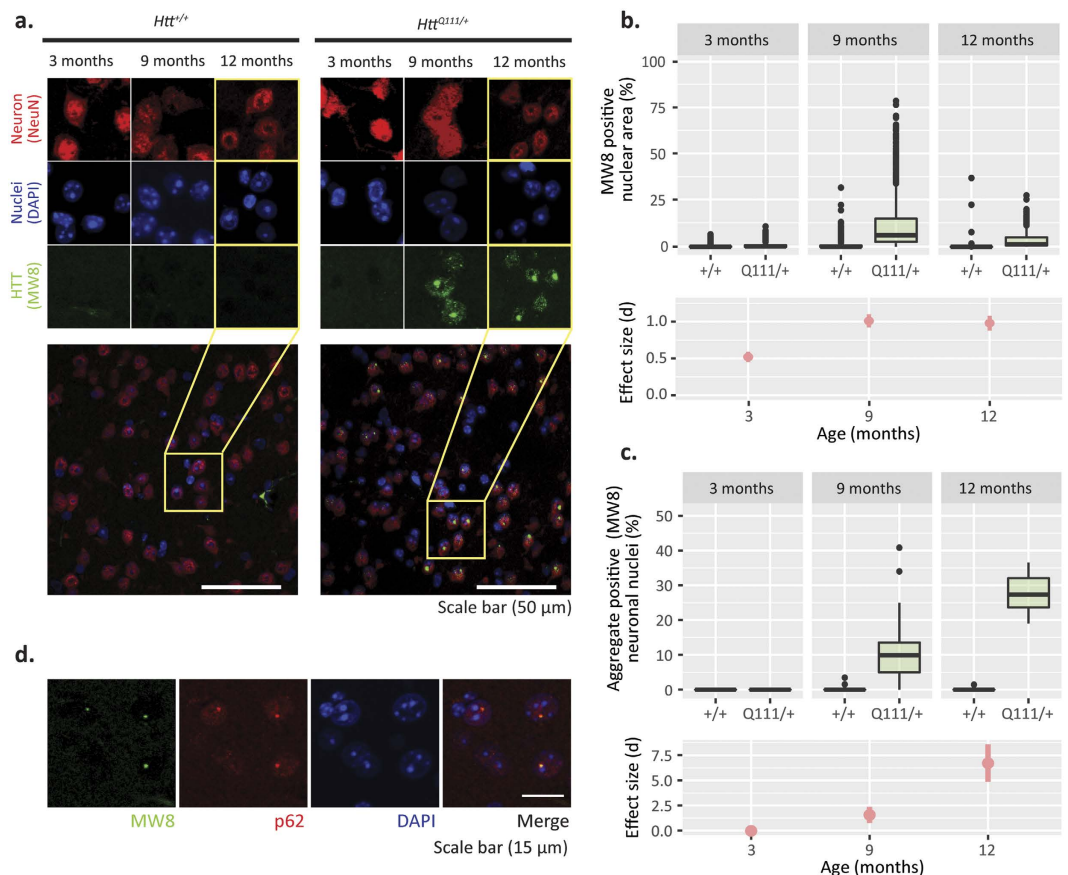 a.
Htt+/+
HttQ111/+
3 months 9 months 12 months
3 months 9 months 12 months
Neuron
(NeuN)
Nuclei
(DAPI)
HTT
(MW8)
Scale bar (50 µm)
b.
3 months
9 months
12 months
MW8 positive
nuclear area (%)
100
75
50
25
0
+/+ Q111/+
+/+ Q111/+
+/+ Q111/+
Effect size (d)
1.0
0.5
0.0
3 9 12
Age (months)
c.
3 months
9 months
12 months
Aggregate positive (MW8)
neuronal nuclei (%)
50
40
30
20
10
0
+/+ Q111/+
+/+ Q111/+
+/+ Q111/+
Effect size (d)
7.5
5.0
2.5
0.0
3 9 12
Age (months)
d.
MW8 p62 DAPI Merge
Scale bar (15 µm)